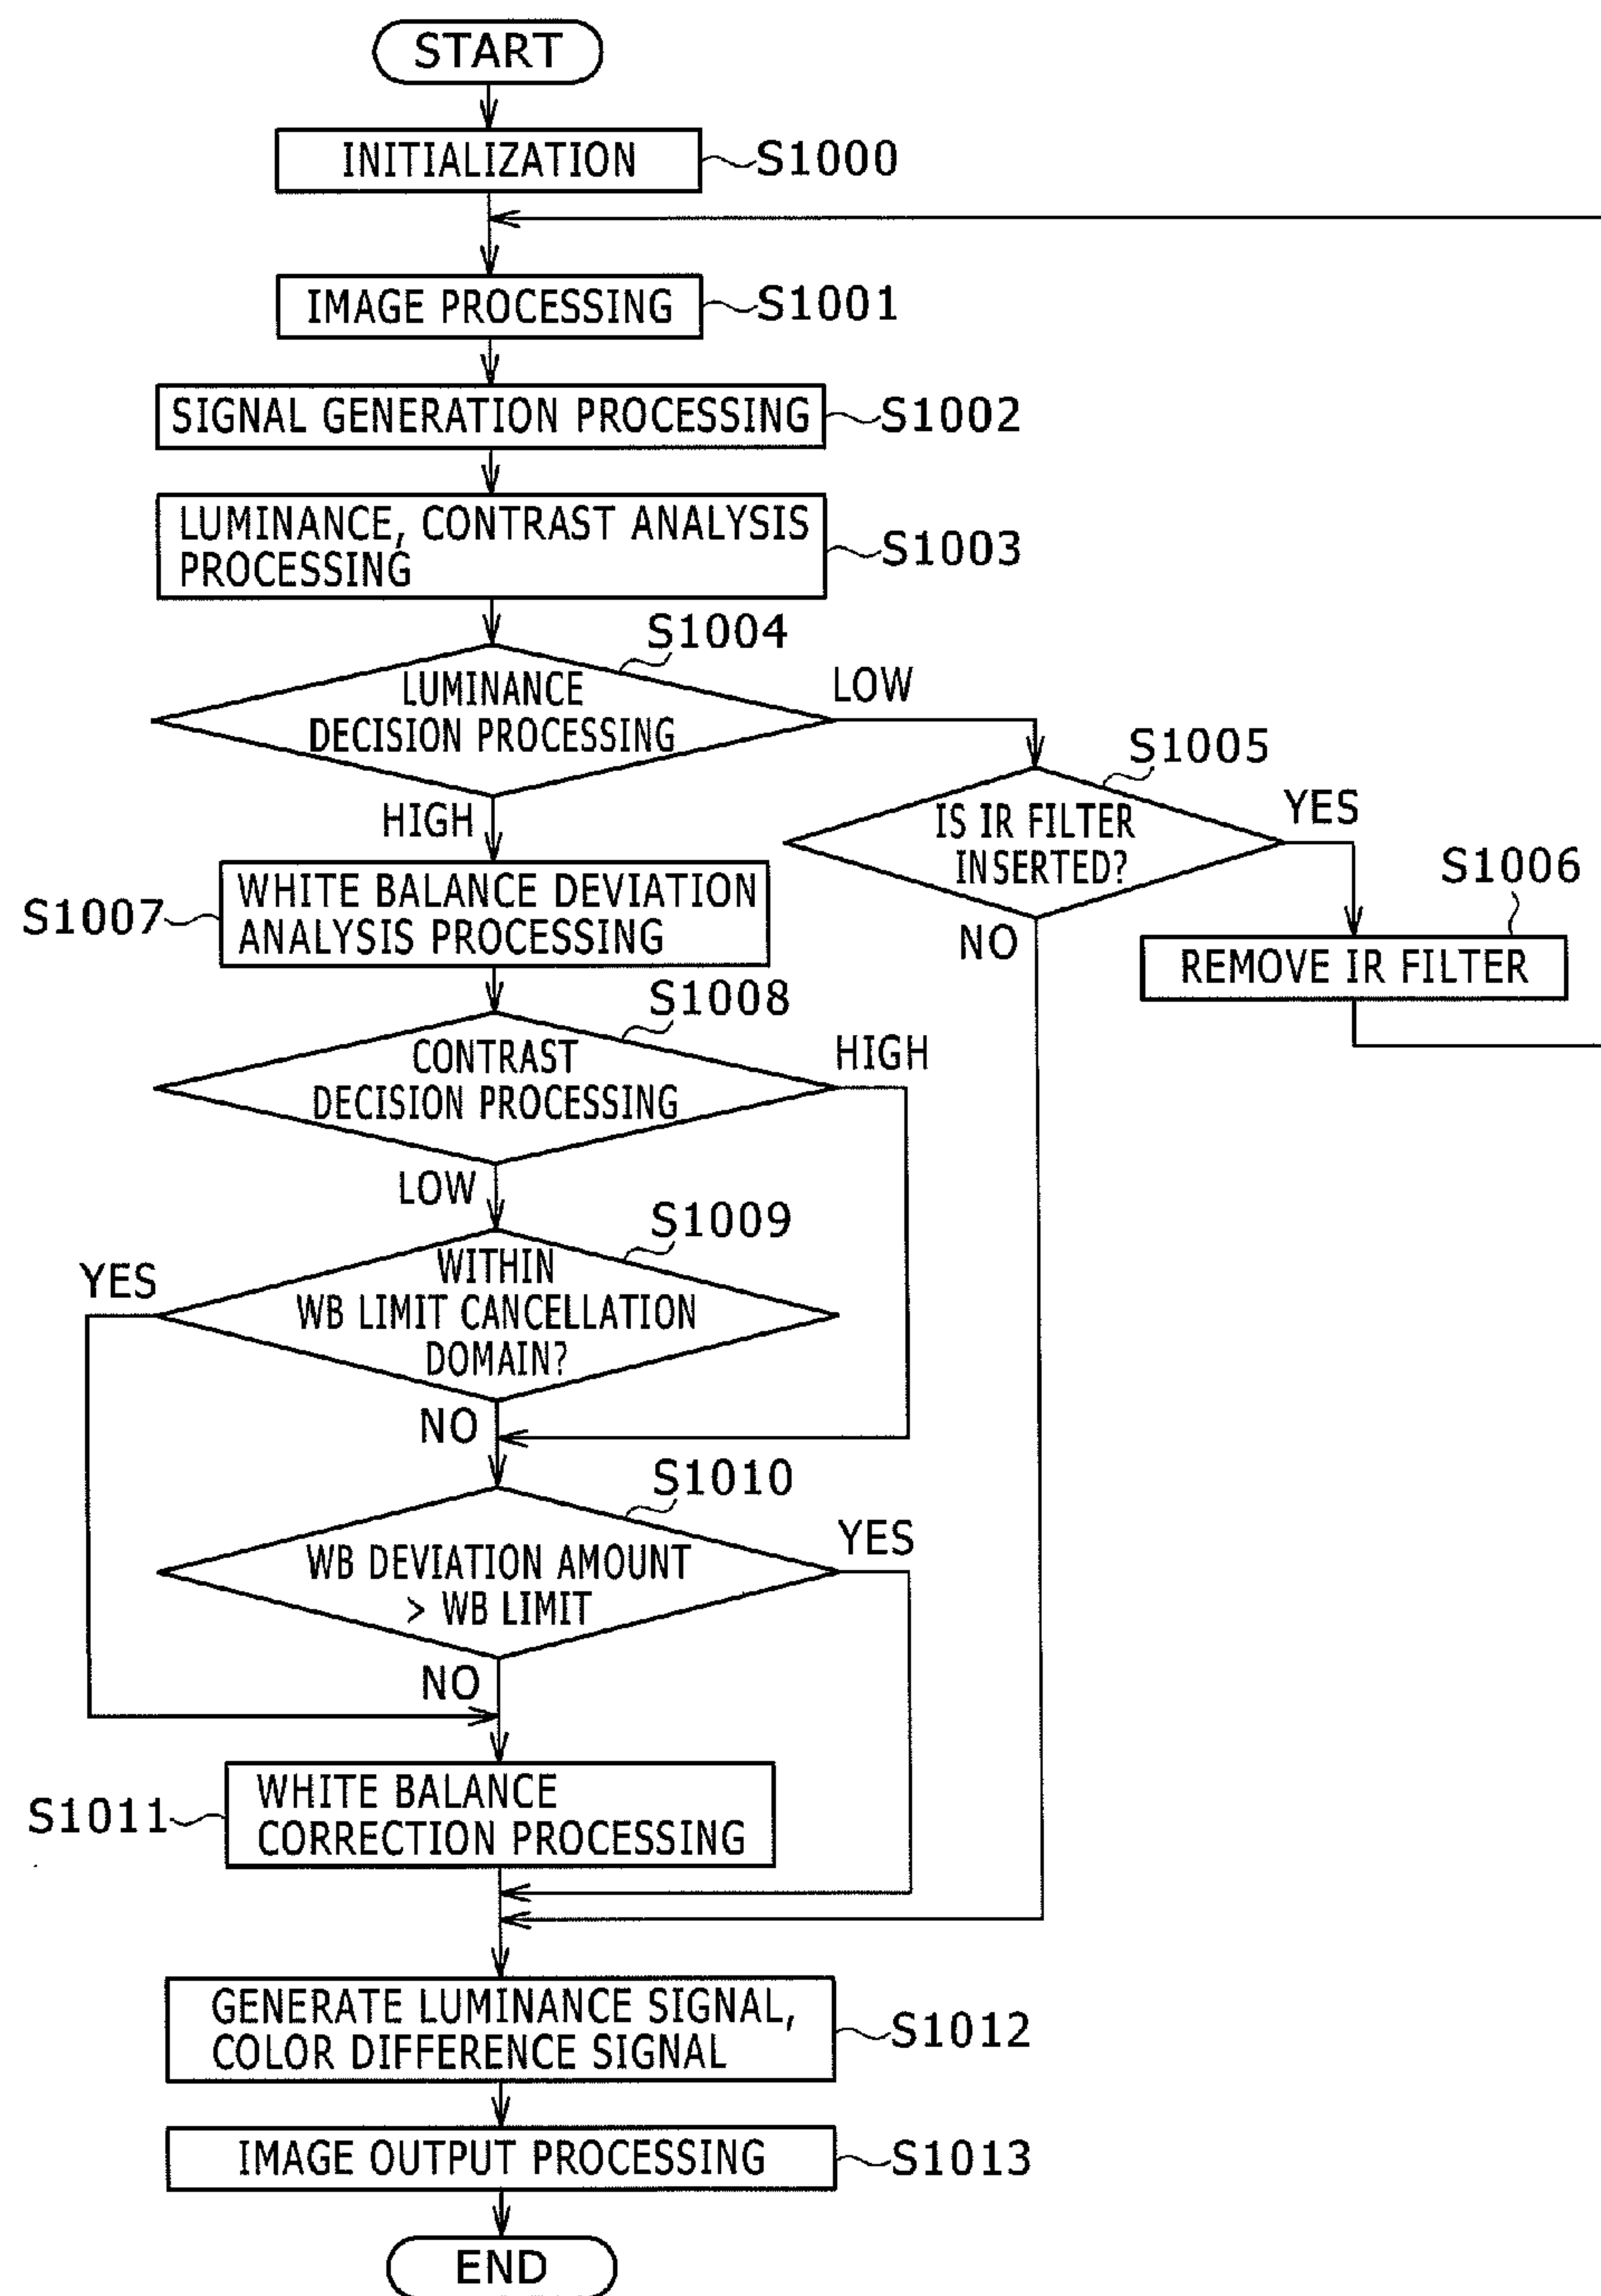 START
INITIALIZATION
S1000
IMAGE PROCESSING
S1001
SIGNAL GENERATION PROCESSING
S1002
LUMINANCE, CONTRAST ANALYSIS
PROCESSING
S1003
S1004
LUMINANCE
DECISION PROCESSING
LOW
HIGH
S1005
IS IR FILTER
INSERTED?
YES
NO
S1006
REMOVE IR FILTER
S1007
WHITE BALANCE DEVIATION
ANALYSIS PROCESSING
S1008
CONTRAST
DECISION PROCESSING
HIGH
LOW
S1009
WITHIN
WB LIMIT CANCELLATION
DOMAIN?
YES
NO
S1010
WB DEVIATION AMOUNT
> WB LIMIT
YES
NO
S1011
WHITE BALANCE
CORRECTION PROCESSING
GENERATE LUMINANCE SIGNAL,
COLOR DIFFERENCE SIGNAL
S1012
IMAGE OUTPUT PROCESSING
S1013
END